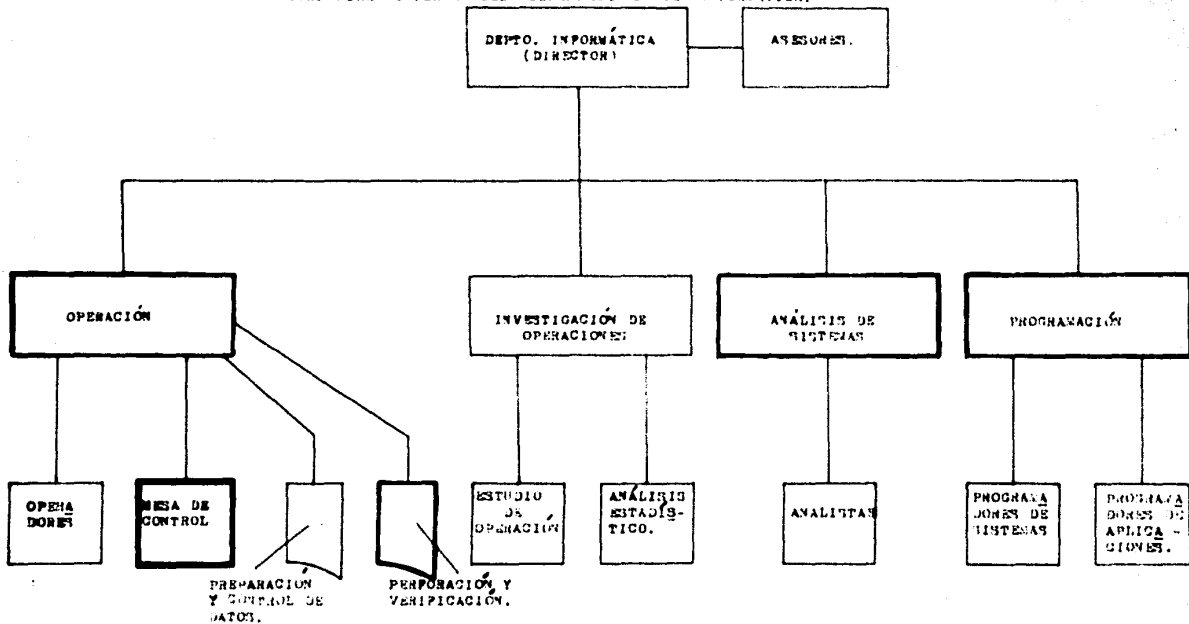 DEPTO. INFORMÁTICA
(DIRECTOR)
ASESORES.
OPERACIÓN
INVESTIGACIÓN DE
OPERACIONES
ANÁLISIS DE
SISTEMAS
PROGRAMACIÓN
OPERA
DORES
MESA DE
CONTROL
PREPARACIÓN
Y CONTROL DE
DATOS.
PERFORACIÓN Y
VERIFICACIÓN.
ESTUDIO
DE
OPERACIÓN
ANÁLISIS
ESTADÍS-
TICO.
ANALISTAS
PROGRAMA
DORES DE
SISTEMAS
PROGRAMA
DORES DE
APLICA -
CIONES.